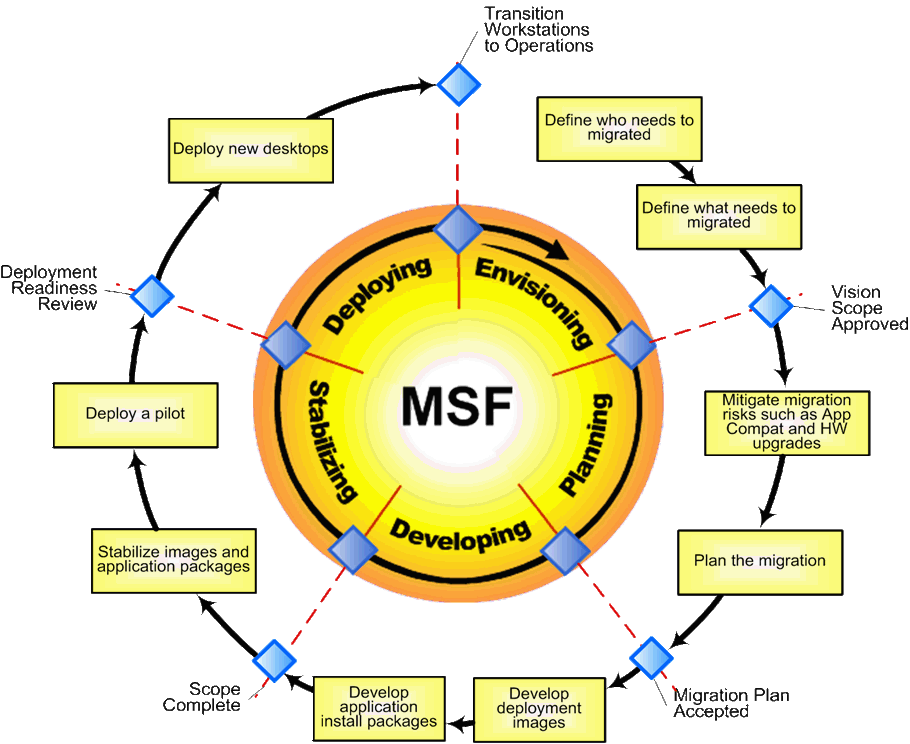 Transition
Workstations
to Operations
Define who needs to
migrated
Define what needs to
migrated
Vision
Scope
Approved
Mitigate migration
risks such as App
Compat and HW
upgrades
Plan the migration
Migration Plan
Accepted
Develop
deployment
images
Develop
application
install packages
Scope
Complete
Stabilize images and
application packages
Deploy a pilot
Deployment
Readiness
Review
Deploy new desktops
Envisioning
Planning
Developing
Stabilizing
Deploying
MSF